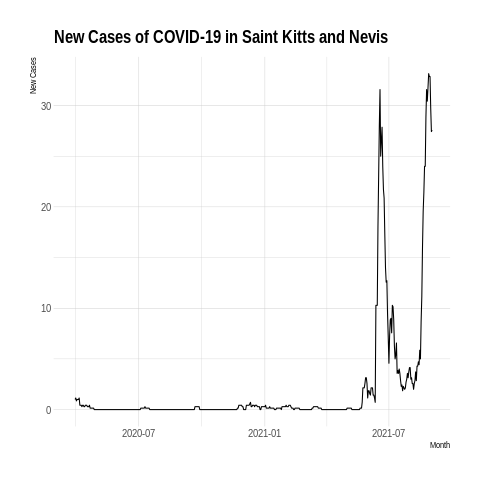 New Cases of COVID-19 in Saint Kitts and Nevis
New Cases
30
20
10
0
2020-07
2021-01
2021-07
Month